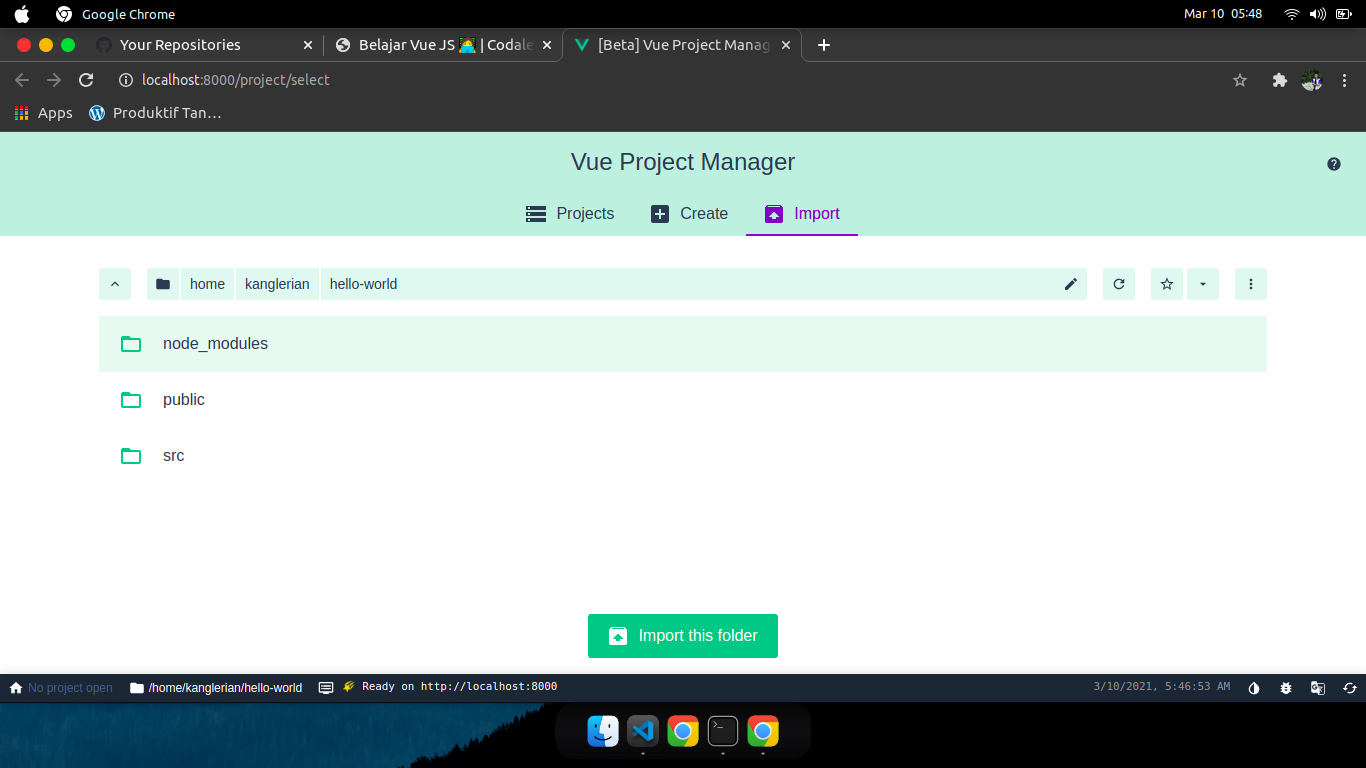 Google Chrome
Mar 10 05:48
Your Repositories
Belajar Vue JS 🧑‍💻 | Codale
[Beta] Vue Project Manag
localhost:8000/project/select
Apps
Produktif Tan…
Vue Project Manager
Projects
Create
Import
home
kanglerian
hello-world
node_modules
public
src
Import this folder
No project open
/home/kanglerian/hello-world
Ready on http://localhost:8000
3/10/2021, 5:46:53 AM